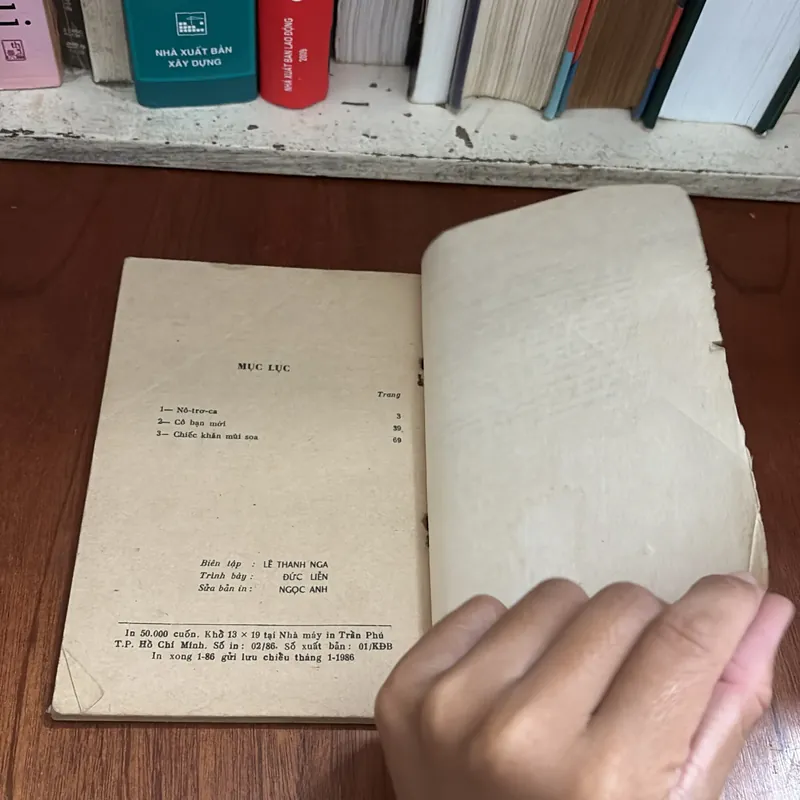 NHÀ XUẤT BẢN
XÂY DỰNG
NHÀ XUẤT BẢN LAO ĐỘNG
2009
MỤC LỤC
Trang
1— Nô-trơ-ca 3
2— Cô bạn mới 39
3— Chiếc khăn mùi soa 69
Biên tập : LÊ THANH NGA
Trình bày : ĐỨC LIÊN
Sửa bản in : NGỌC ANH
In 50.000 cuốn. Khổ 13 × 19 tại Nhà máy in Trần Phú
T.P. Hồ Chí Minh. Số in : 02/86. Số xuất bản : 01/KĐB
In xong 1-86 gửi lưu chiều tháng 1-1986